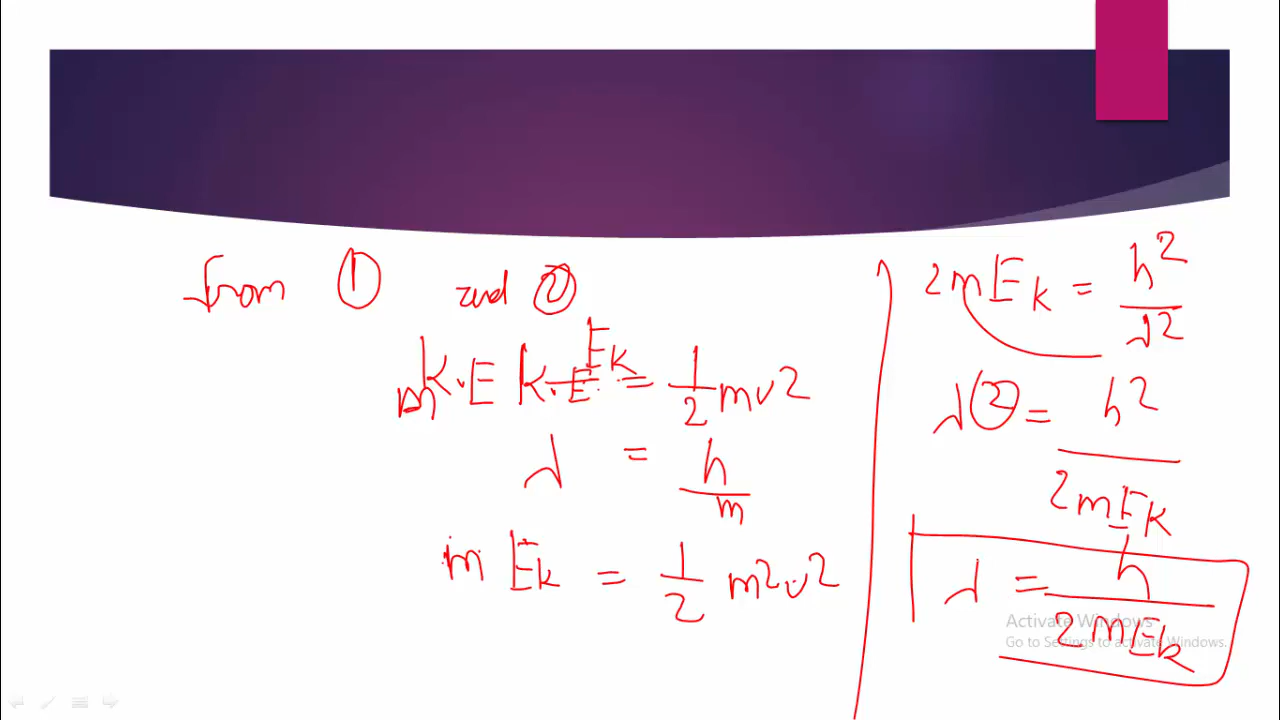 from ① and ②
m K.E K.E Ek = 1/2 mv2
λ = h/m
m Ek = 1/2 m2v2
2mEk = h2/λ2
λ2 = h2/2mEk
λ = h/2mEk
Activate Windows
Go to Settings to activate Windows.